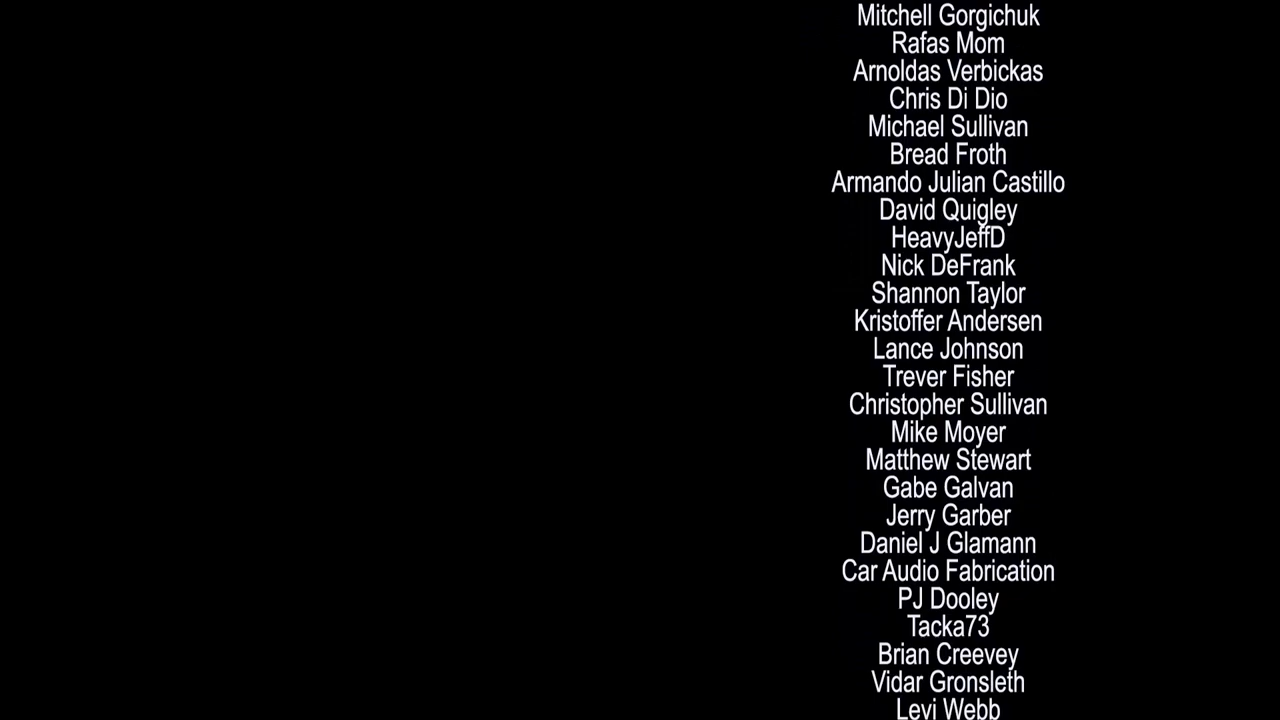 Mitchell Gorgichuk
Rafas Mom
Arnoldas Verbickas
Chris Di Dio
Michael Sullivan
Bread Froth
Armando Julian Castillo
David Quigley
HeavyJeffD
Nick DeFrank
Shannon Taylor
Kristoffer Andersen
Lance Johnson
Trever Fisher
Christopher Sullivan
Mike Moyer
Matthew Stewart
Gabe Galvan
Jerry Garber
Daniel J Glamann
Car Audio Fabrication
PJ Dooley
Tacka73
Brian Creevey
Vidar Gronsleth
Levi Webb